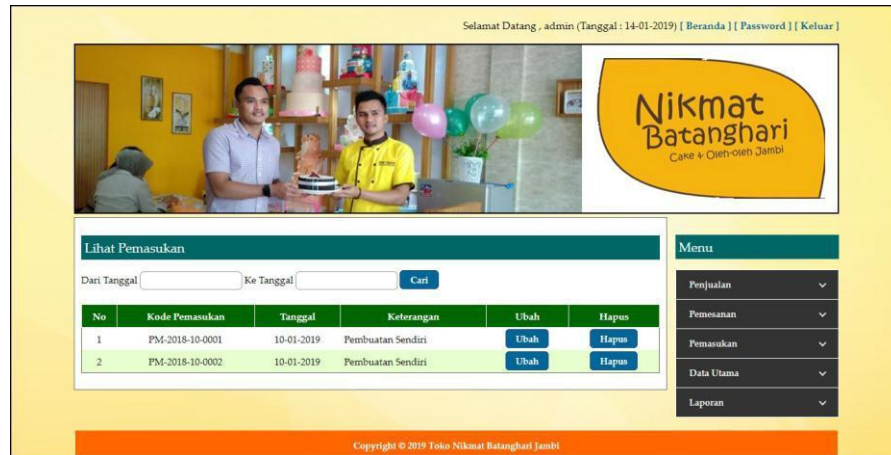 Selamat Datang , admin (Tanggal : 14-01-2019) [ Beranda ] [ Password ] [ Keluar ]
Nikmat
Batanghari
Cake & Oleh-oleh Jambi
Lihat Pemasukan
Dari Tanggal Ke Tanggal Cari
No Kode Pemasukan Tanggal Keterangan Ubah Hapus
1 PM-2018-10-0001 10-01-2019 Pembuatan Sendiri Ubah Hapus
2 PM-2018-10-0002 10-01-2019 Pembuatan Sendiri Ubah Hapus
Menu
Penjualan
Pemesanan
Pemasukan
Data Utama
Laporan
Copyright © 2019 Toko Nikmat Batanghari Jambi